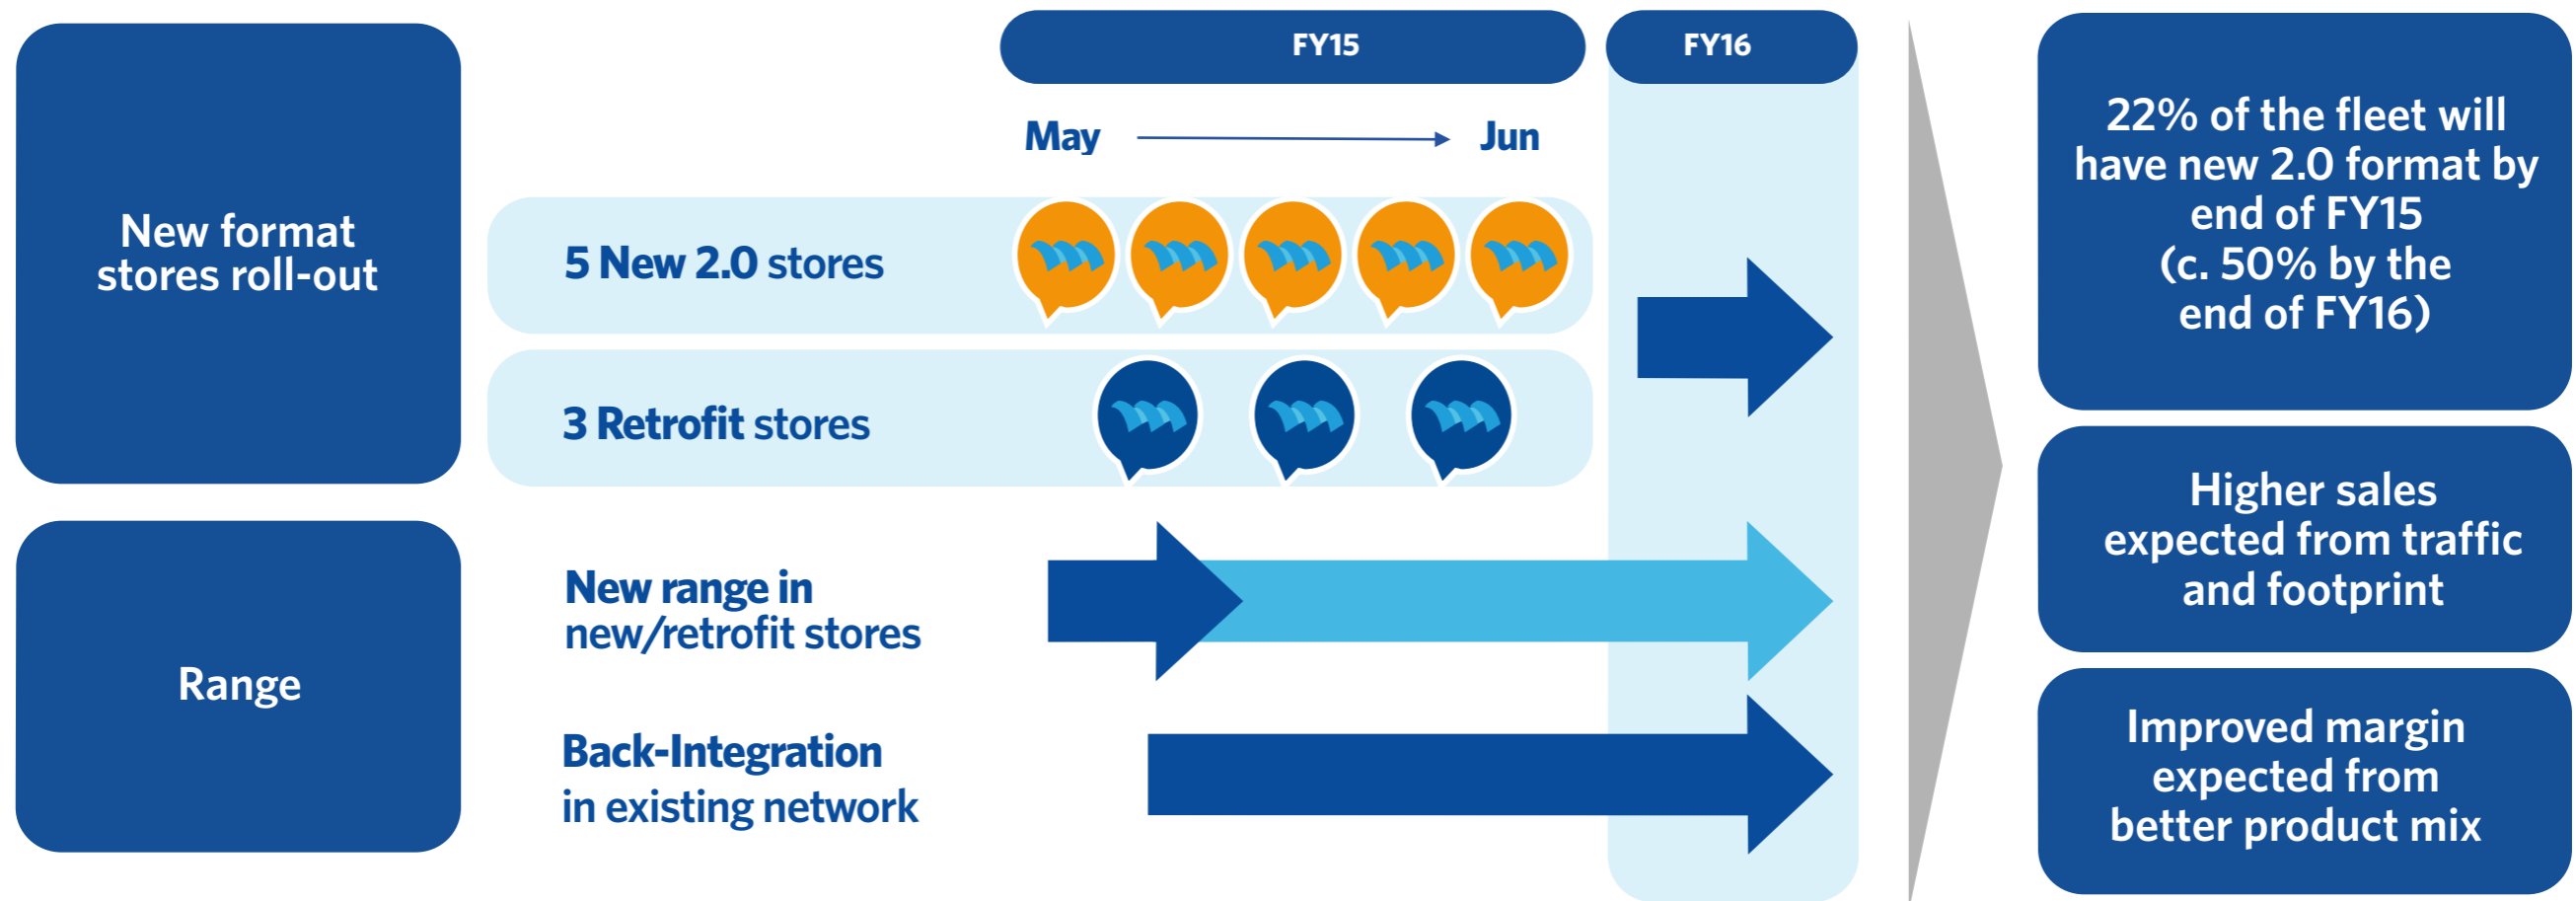 FY15
FY16
May
Jun
New format
stores roll-out
5 New 2.0 stores
3 Retrofit stores
Range
New range in
new/retrofit stores
Back-Integration
in existing network
22% of the fleet will
have new 2.0 format by
end of FY15
(c. 50% by the
end of FY16)
Higher sales
expected from traffic
and footprint
Improved margin
expected from
better product mix